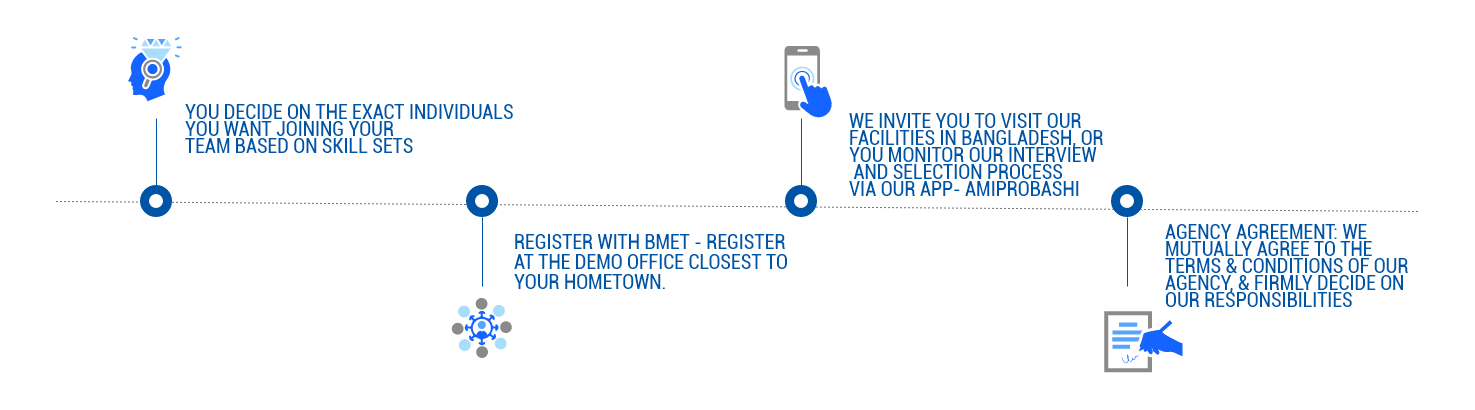 YOU DECIDE ON THE EXACT INDIVIDUALS
YOU WANT JOINING YOUR
TEAM BASED ON SKILL SETS
REGISTER WITH BMET - REGISTER
AT THE DEMO OFFICE CLOSEST TO
YOUR HOMETOWN.
WE INVITE YOU TO VISIT OUR
FACILITIES IN BANGLADESH, OR
YOU MONITOR OUR INTERVIEW
AND SELECTION PROCESS
VIA OUR APP- AMIPROBASHI
AGENCY AGREEMENT: WE
MUTUALLY AGREE TO THE
TERMS & CONDITIONS OF OUR
AGENCY, & FIRMLY DECIDE ON
OUR RESPONSIBILITIES